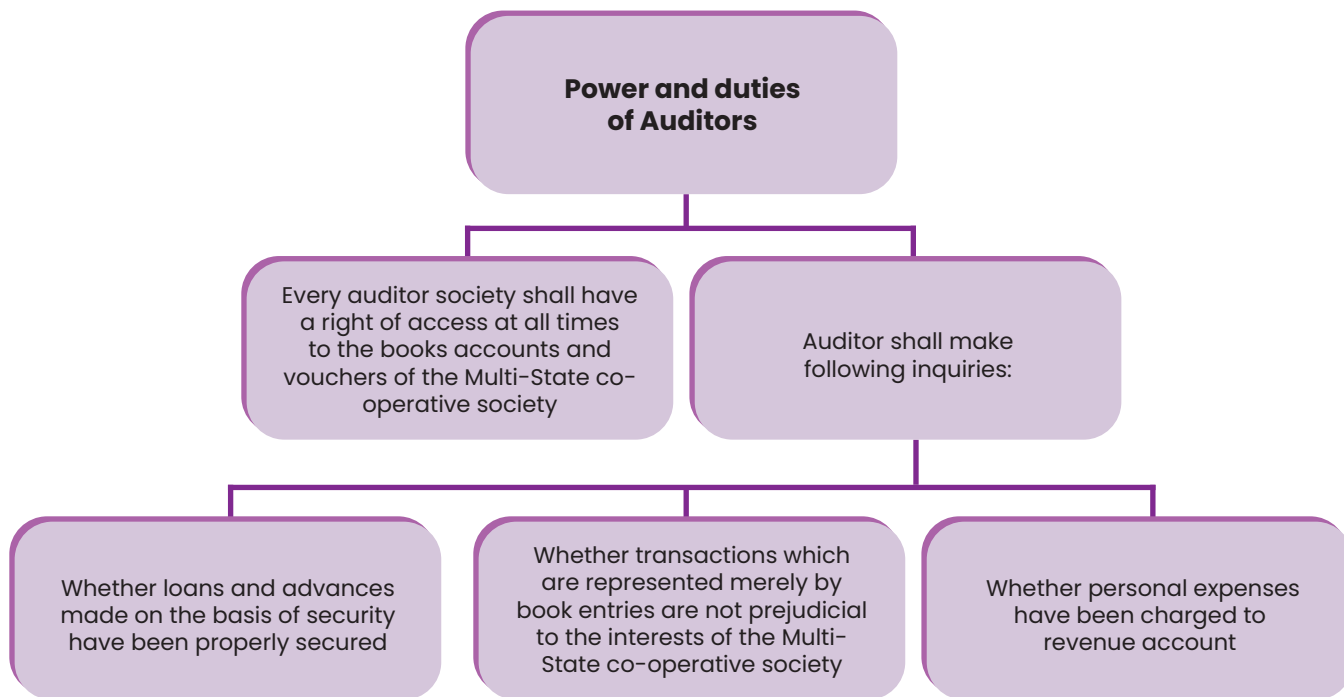 Power and duties
of Auditors
Every auditor society shall have
a right of access at all times
to the books accounts and
vouchers of the Multi-State co-
operative society
Auditor shall make
following inquiries:
Whether loans and advances
made on the basis of security
have been properly secured
Whether transactions which
are represented merely by
book entries are not prejudicial
to the interests of the Multi-
State co-operative society
Whether personal expenses
have been charged to
revenue account